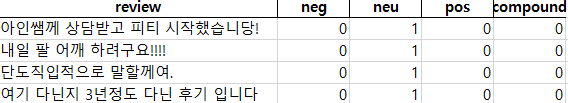 review neg neu pos compound
아인쌤께 상담받고 피티 시작했습니당! 0 1 0 0
내일 팔 어깨 하려구요!!!! 0 1 0 0
단도직입적으로 말할께여. 0 1 0 0
여기 다닌지 3년정도 다닌 후기 입니다 0 1 0 0